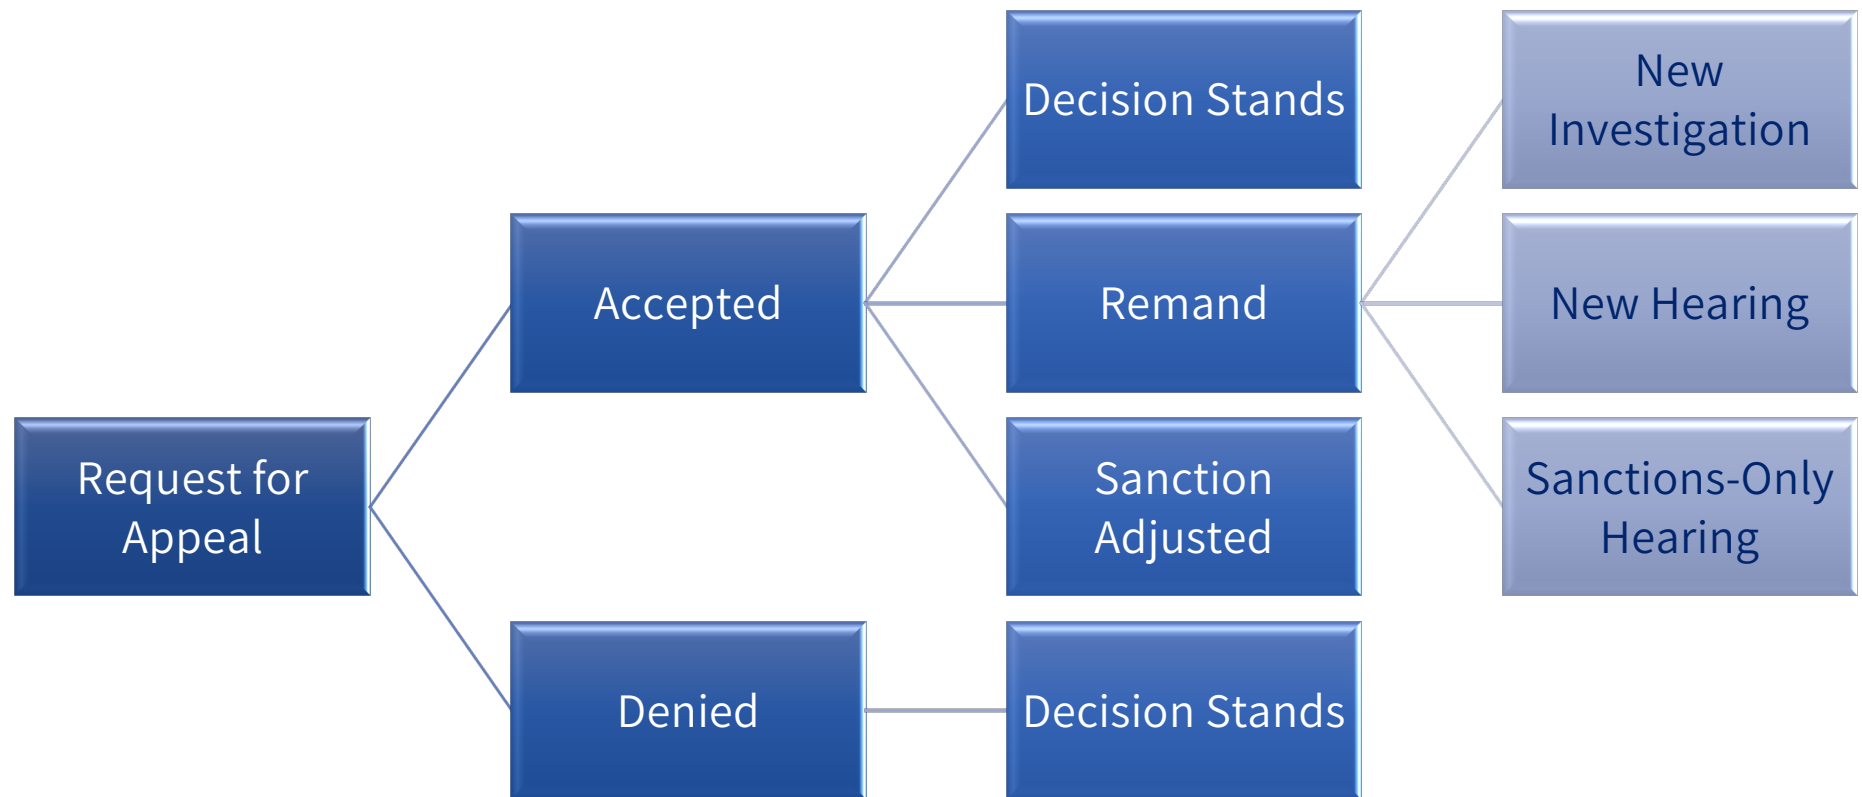 Request for
Appeal
Accepted
Decision Stands
Remand
New
Investigation
New Hearing
Sanctions-Only
Hearing
Sanction
Adjusted
Denied
Decision Stands